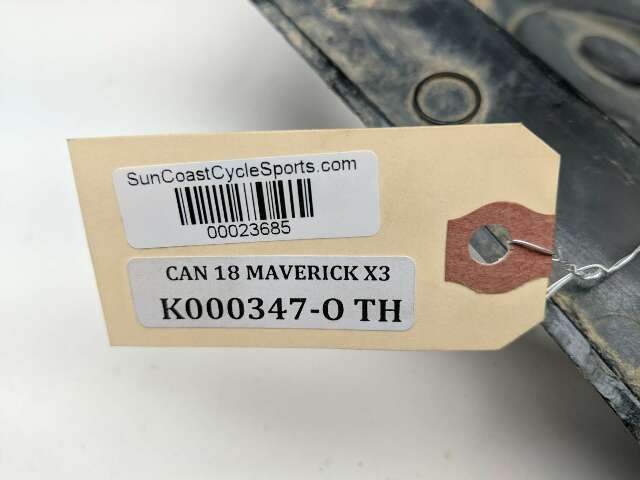 SunCoastCycleSports.com
00023685
CAN 18 MAVERICK X3
K000347-O TH